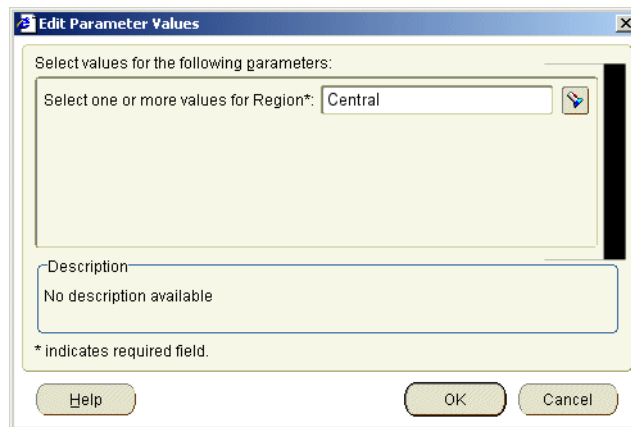 Edit Parameter Values
Select values for the following parameters:
Select one or more values for Region*: Central
Description
No description available
* indicates required field.
Help OK Cancel